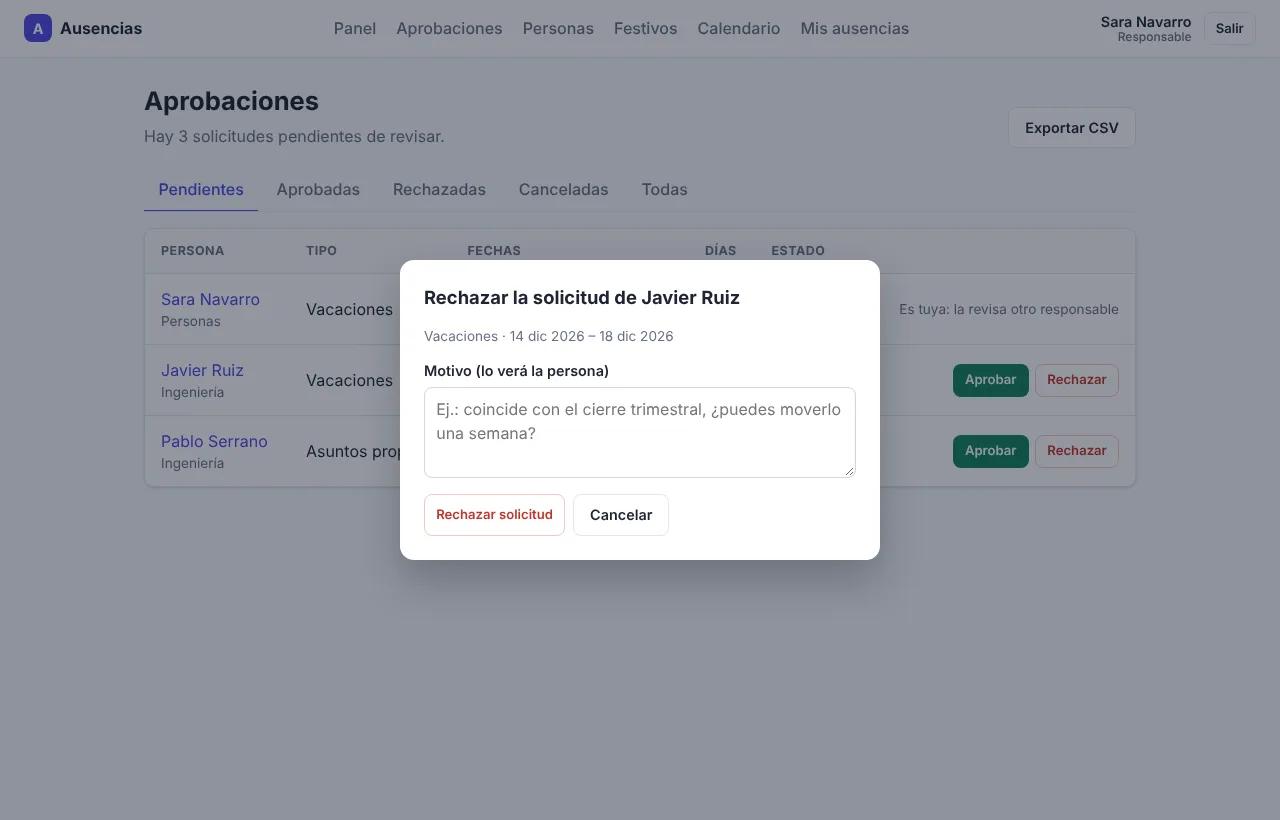 A Ausencias
Panel Aprobaciones Personas Festivos Calendario Mis ausencias
Sara Navarro
Responsable
Salir
Aprobaciones
Hay 3 solicitudes pendientes de revisar.
Exportar CSV
Pendientes Aprobadas Rechazadas Canceladas Todas
PERSONA TIPO FECHAS DÍAS ESTADO
Sara Navarro
Personas
Vacaciones
Es tuya: la revisa otro responsable
Javier Ruiz
Ingeniería
Vacaciones
Aprobar Rechazar
Pablo Serrano
Ingeniería
Asuntos pro
Aprobar Rechazar
Rechazar la solicitud de Javier Ruiz
Vacaciones · 14 dic 2026 – 18 dic 2026
Motivo (lo verá la persona)
Ej.: coincide con el cierre trimestral, ¿puedes moverlo
una semana?
Rechazar solicitud Cancelar